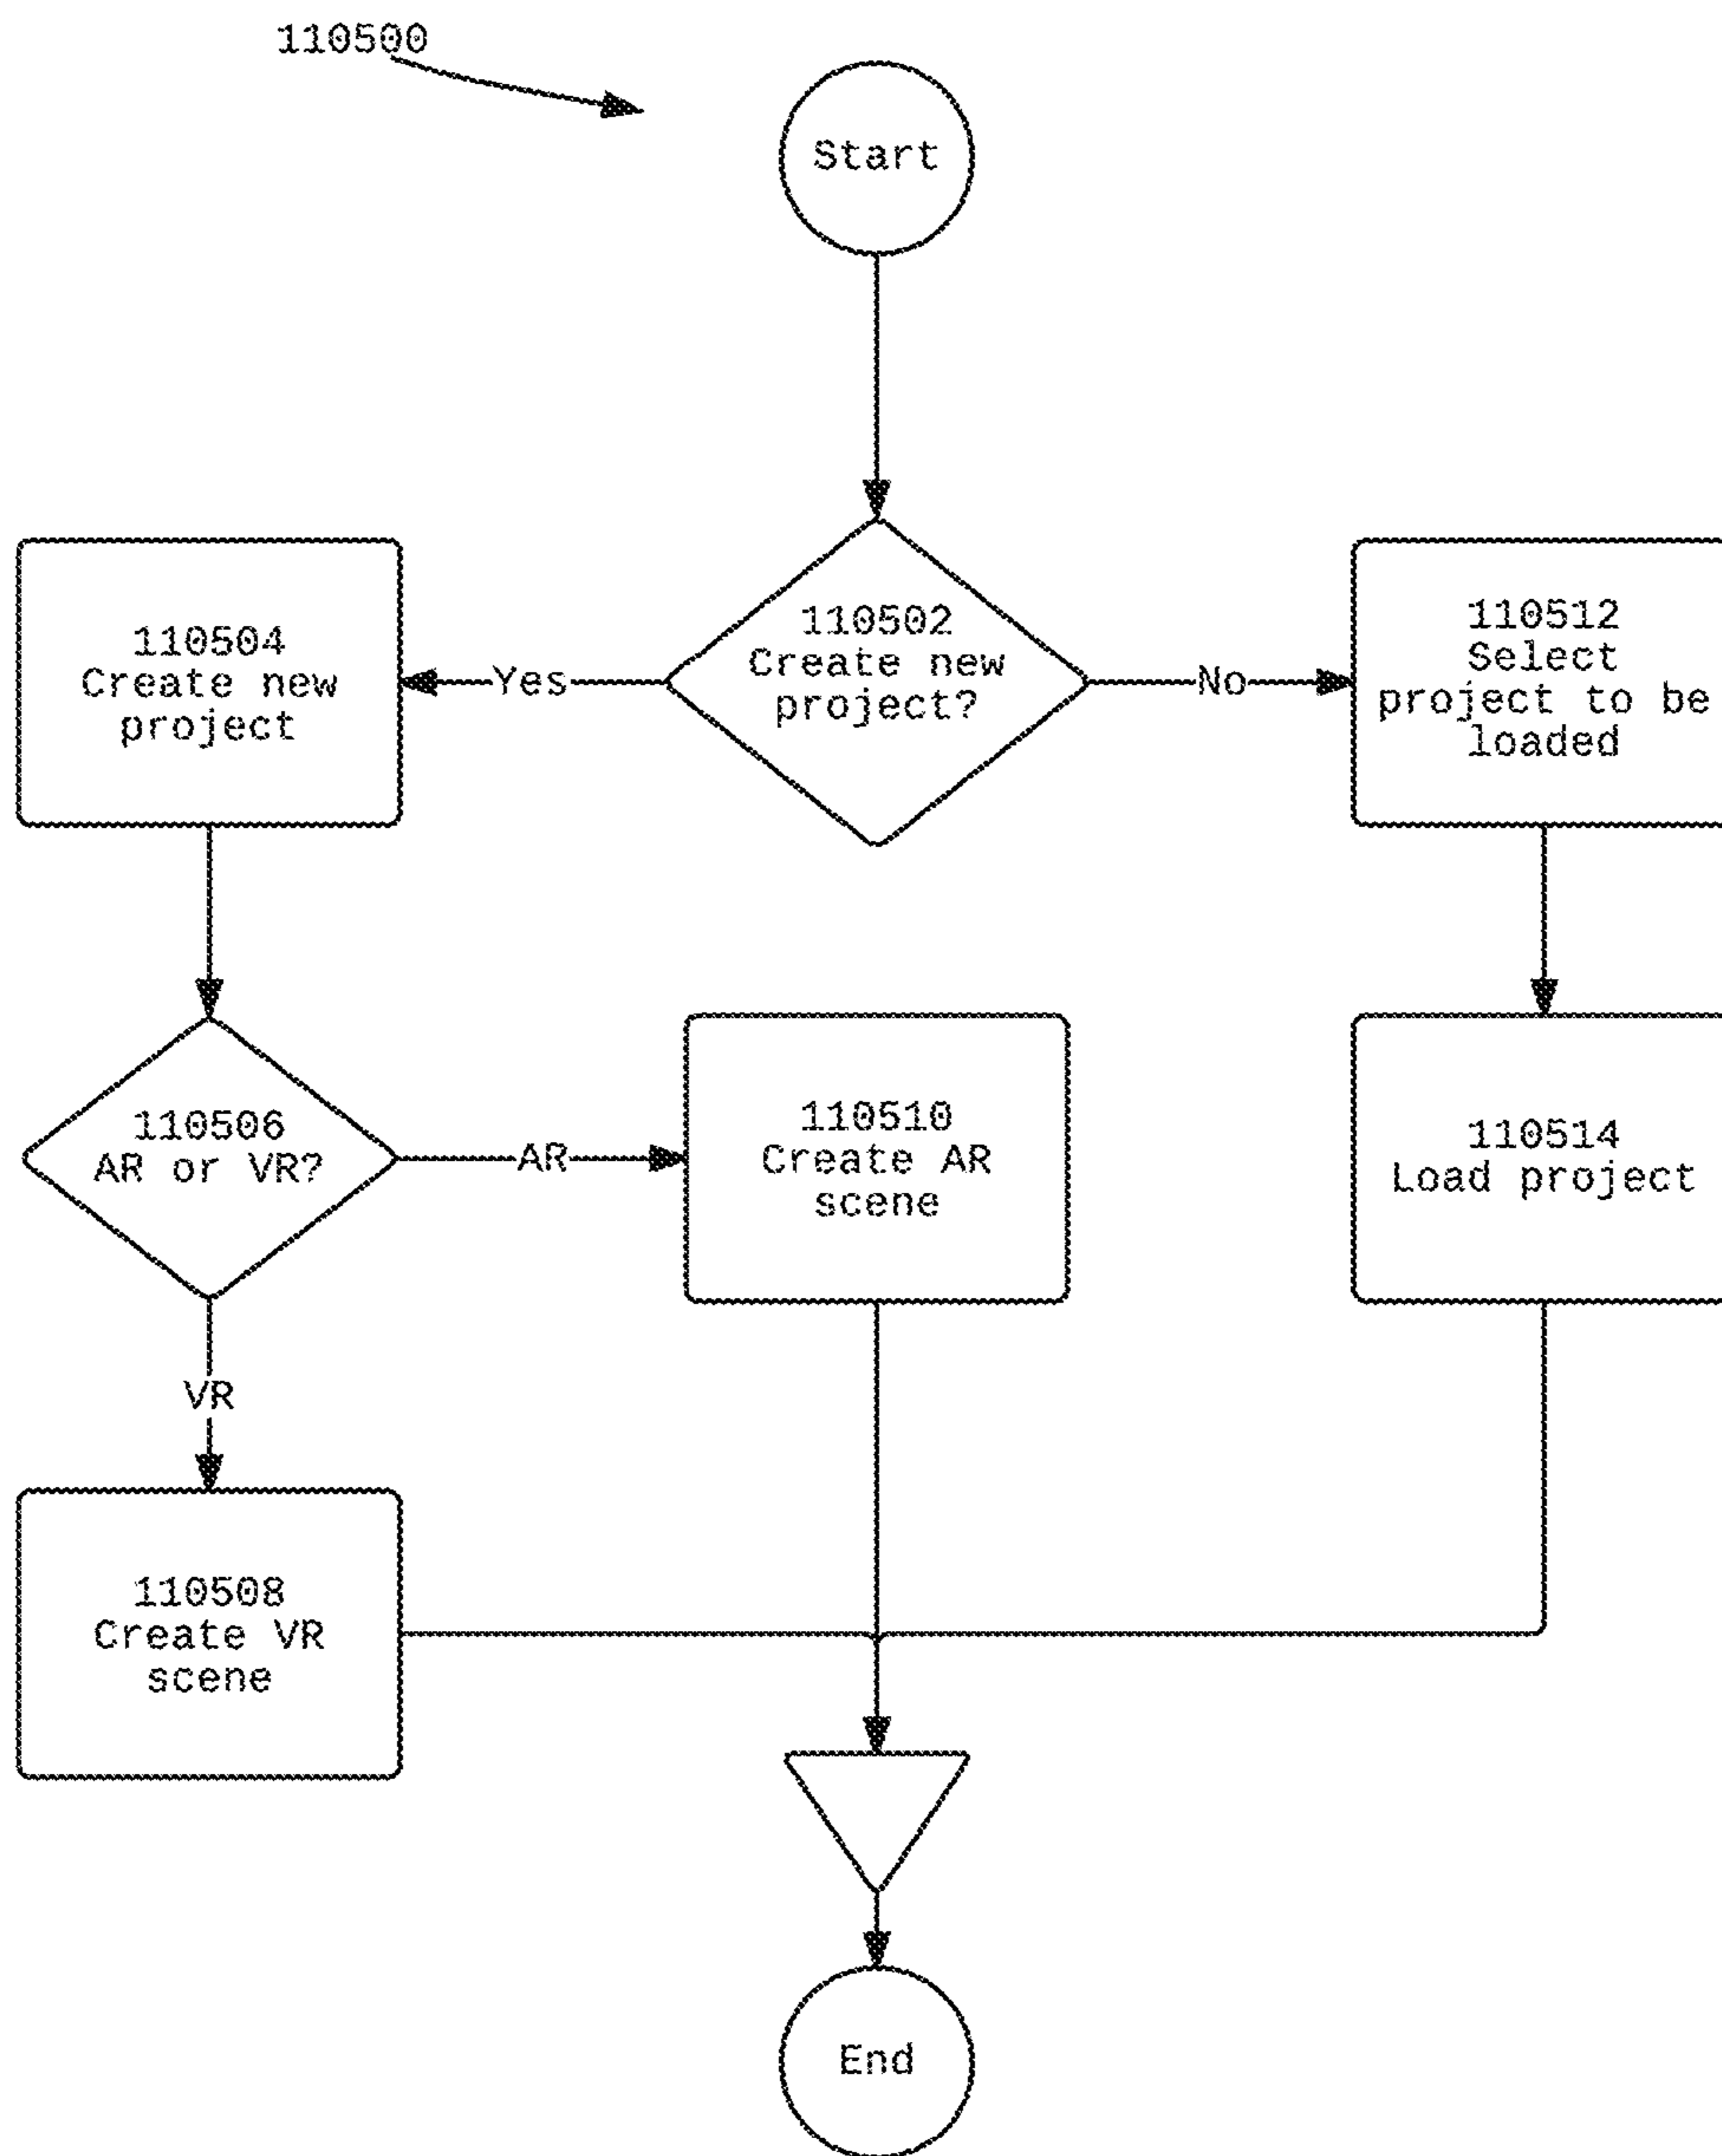 110500
Start
110502
Create new
project?
Yes
No
110504
Create new
project
110512
Select
project to be
loaded
110506
AR or VR?
AR
110510
Create AR
scene
110514
Load project
VR
110508
Create VR
scene
End